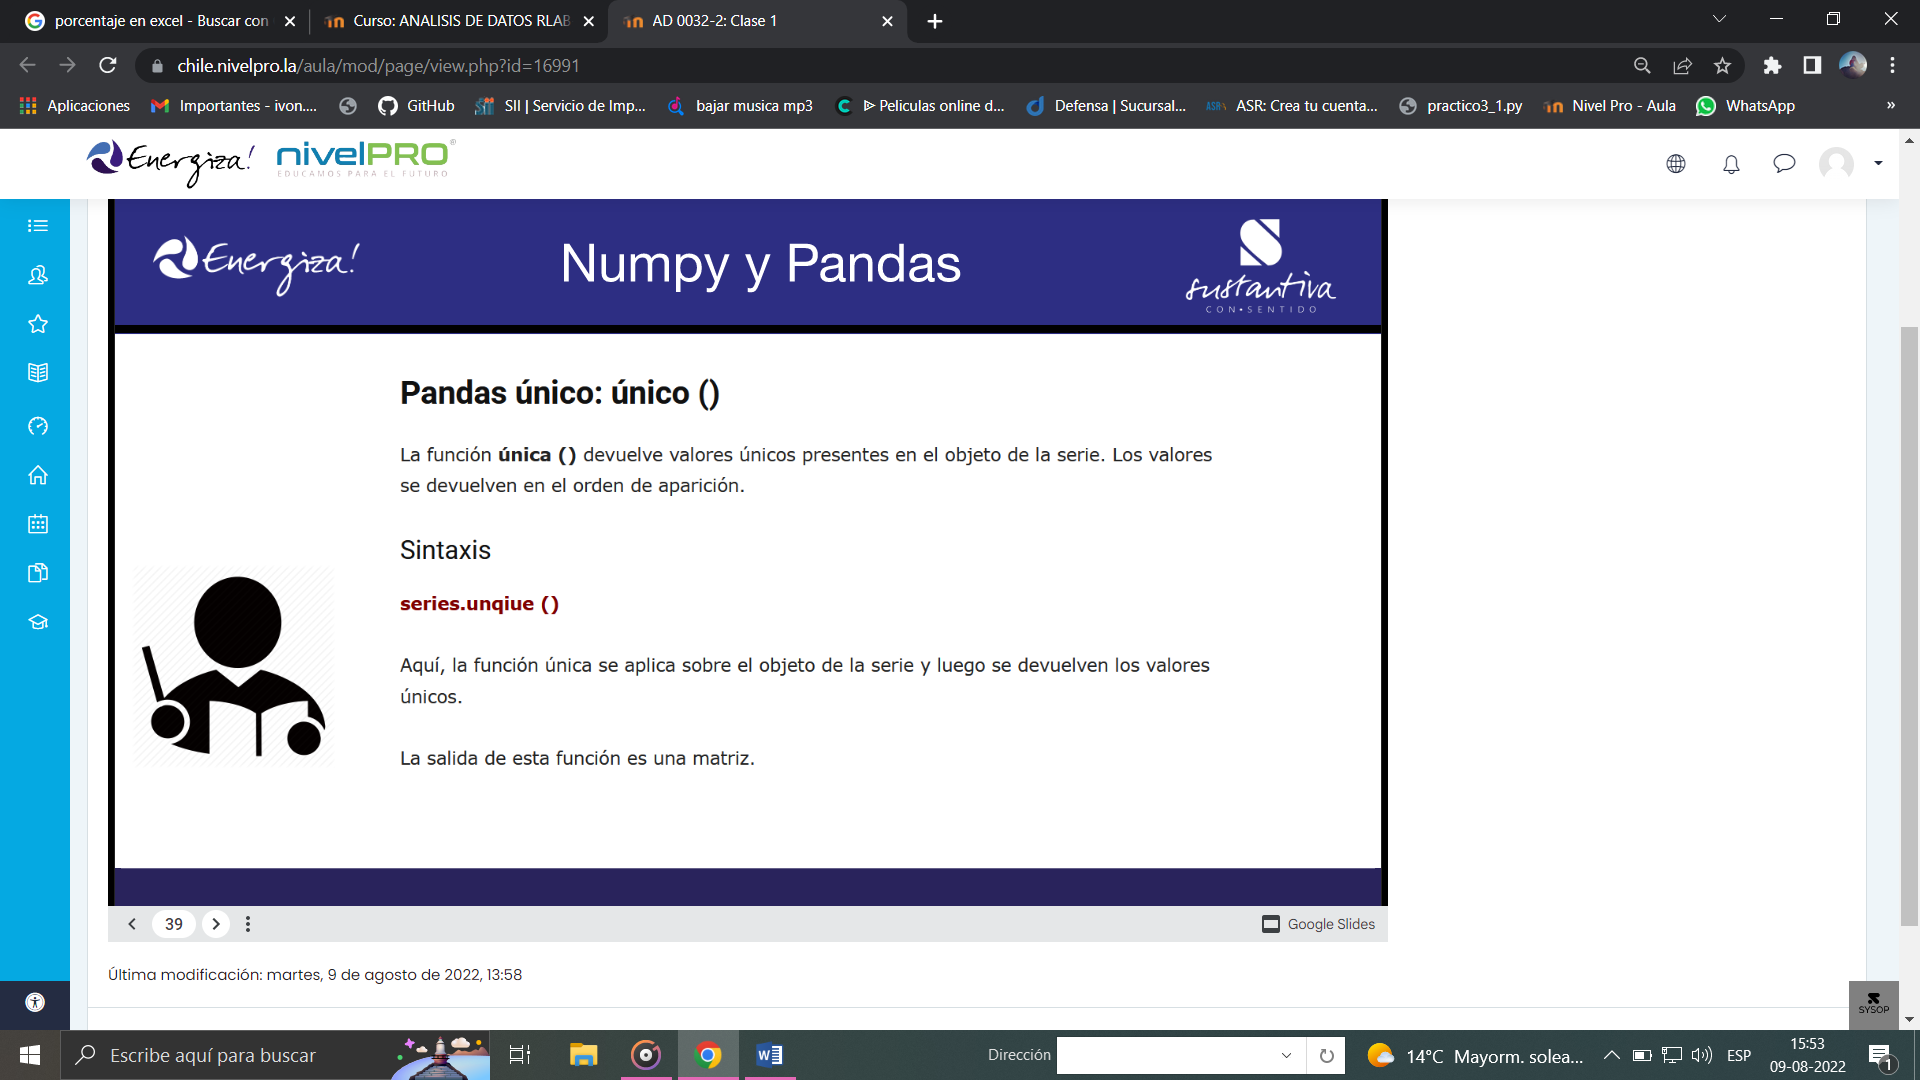 porcentaje en excel - Buscar con
Curso: ANALISIS DE DATOS RLAB
AD 0032-2: Clase 1
chile.nivelpro.la/aula/mod/page/view.php?id=16991
Aplicaciones
Importantes - ivon....
GitHub
SII | Servicio de Imp...
bajar musica mp3
ᐅ Peliculas online d...
Defensa | Sucursal...
ASR: Crea tu cuenta...
practico3_1.py
Nivel Pro - Aula
WhatsApp
»
Energiza!
nivelPRO
EDUCAMOS PARA EL FUTURO
Energiza!
Numpy y Pandas
sustantiva
CON•SENTIDO
Pandas único: único ()
La función única () devuelve valores únicos presentes en el objeto de la serie. Los valores
se devuelven en el orden de aparición.
Sintaxis
series.unqiue ()
Aquí, la función única se aplica sobre el objeto de la serie y luego se devuelven los valores
únicos.
La salida de esta función es una matriz.
39
Google Slides
Última modificación: martes, 9 de agosto de 2022, 13:58
SYSOP
Escribe aquí para buscar
Dirección
14°C Mayorm. solea...
ESP
15:53
09-08-2022
1